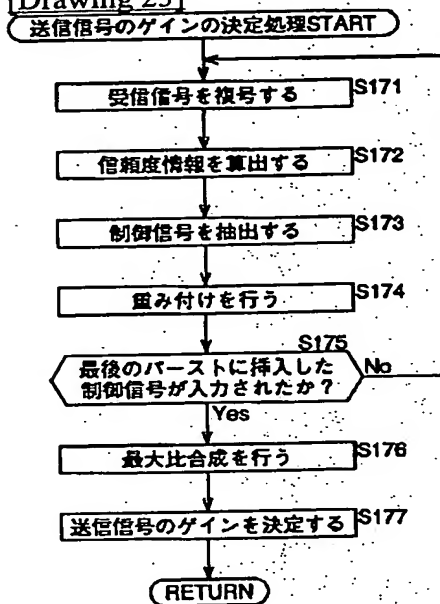 [Drawing 25]
送信信号のゲインの決定処理START
受信信号を復号する
S171
信頼度情報を算出する
S172
制御信号を抽出する
S173
重み付けを行う
S174
S175
最後のバーストに挿入した
制御信号が入力されたか？
No
Yes
最大比合成を行う
S176
送信信号のゲインを決定する
S177
RETURN